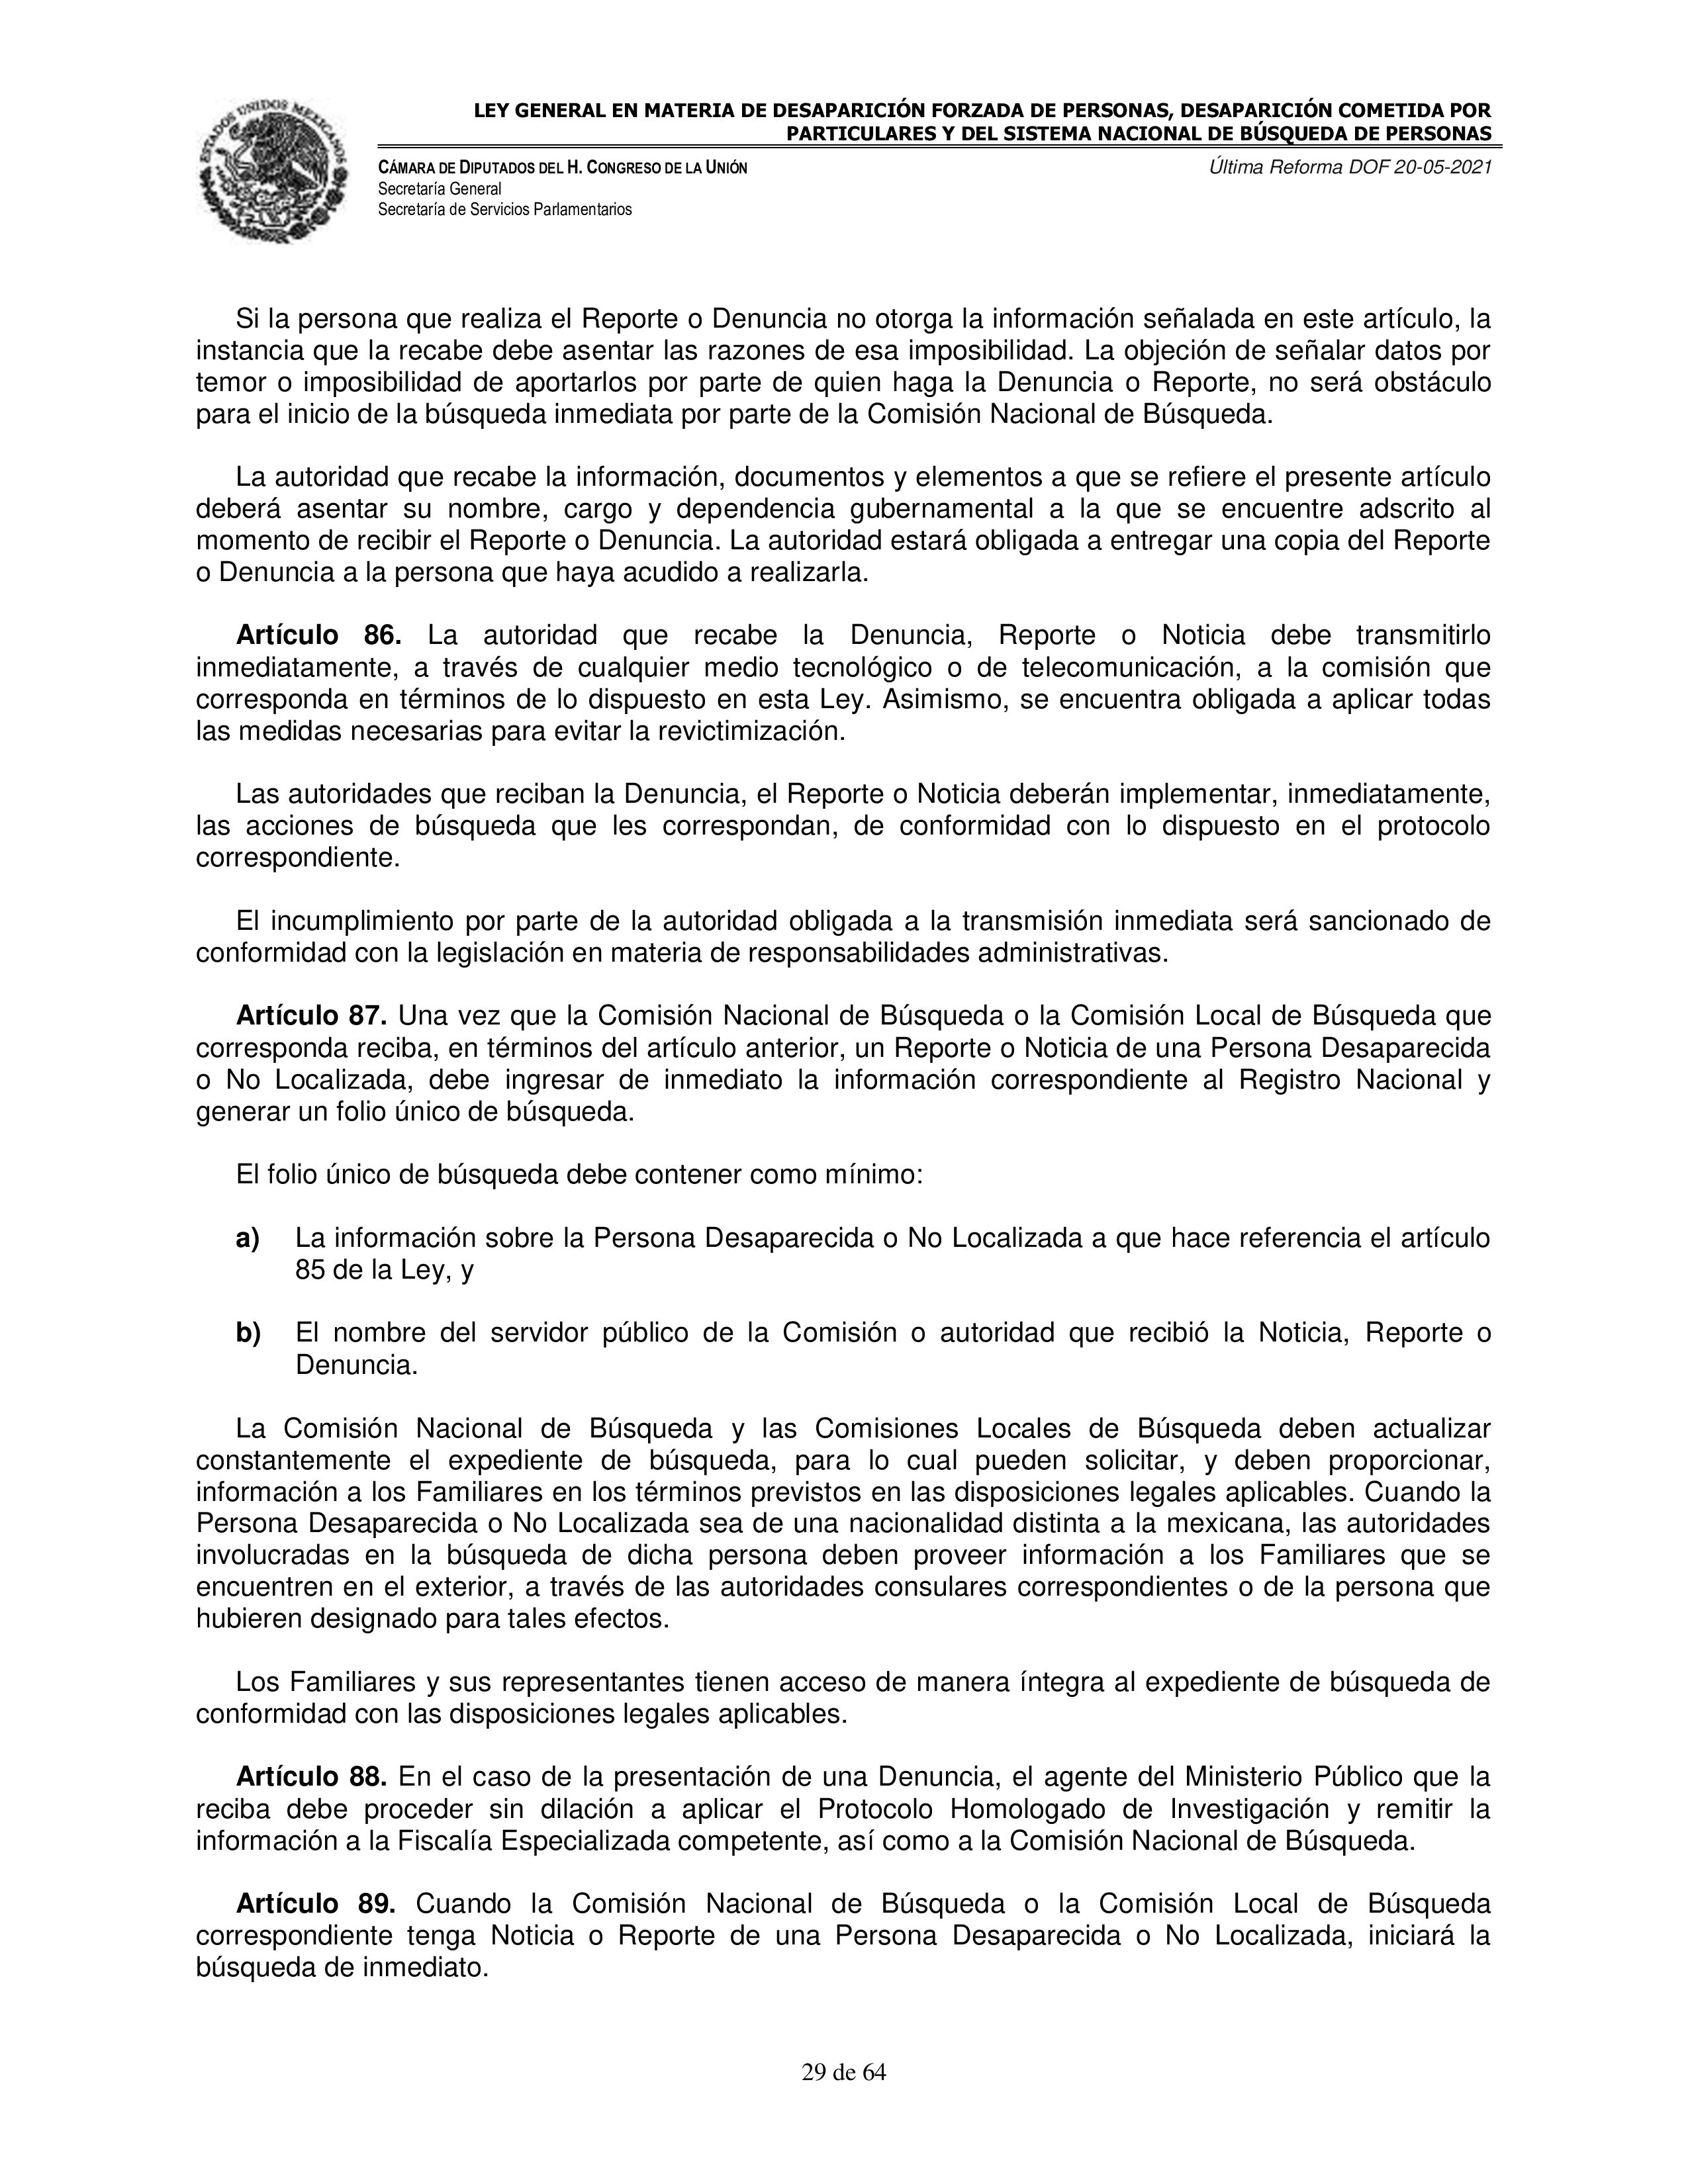 ESTADOS UNIDOS MEXICANOS
LEY GENERAL EN MATERIA DE DESAPARICIÓN FORZADA DE PERSONAS, DESAPARICIÓN COMETIDA POR
PARTICULARES Y DEL SISTEMA NACIONAL DE BÚSQUEDA DE PERSONAS
CÁMARA DE DIPUTADOS DEL H. CONGRESO DE LA UNIÓN
Última Reforma DOF 20-05-2021
Secretaría General
Secretaría de Servicios Parlamentarios
Si la persona que realiza el Reporte o Denuncia no otorga la información señalada en este artículo, la
instancia que la recabe debe asentar las razones de esa imposibilidad. La objeción de señalar datos por
temor o imposibilidad de aportarlos por parte de quien haga la Denuncia o Reporte, no será obstáculo
para el inicio de la búsqueda inmediata por parte de la Comisión Nacional de Búsqueda.
La autoridad que recabe la información, documentos y elementos a que se refiere el presente artículo
deberá asentar su nombre, cargo y dependencia gubernamental a la que se encuentre adscrito al
momento de recibir el Reporte o Denuncia. La autoridad estará obligada a entregar una copia del Reporte
o Denuncia a la persona que haya acudido a realizarla.
Artículo 86. La autoridad que recabe la Denuncia, Reporte o Noticia debe transmitirlo
inmediatamente, a través de cualquier medio tecnológico o de telecomunicación, a la comisión que
corresponda en términos de lo dispuesto en esta Ley. Asimismo, se encuentra obligada a aplicar todas
las medidas necesarias para evitar la revictimización.
Las autoridades que reciban la Denuncia, el Reporte o Noticia deberán implementar, inmediatamente,
las acciones de búsqueda que les correspondan, de conformidad con lo dispuesto en el protocolo
correspondiente.
El incumplimiento por parte de la autoridad obligada a la transmisión inmediata será sancionado de
conformidad con la legislación en materia de responsabilidades administrativas.
Artículo 87. Una vez que la Comisión Nacional de Búsqueda o la Comisión Local de Búsqueda que
corresponda reciba, en términos del artículo anterior, un Reporte o Noticia de una Persona Desaparecida
o No Localizada, debe ingresar de inmediato la información correspondiente al Registro Nacional y
generar un folio único de búsqueda.
El folio único de búsqueda debe contener como mínimo:
a) La información sobre la Persona Desaparecida o No Localizada a que hace referencia el artículo
85 de la Ley, y
b) El nombre del servidor público de la Comisión o autoridad que recibió la Noticia, Reporte o
Denuncia.
La Comisión Nacional de Búsqueda y las Comisiones Locales de Búsqueda deben actualizar
constantemente el expediente de búsqueda, para lo cual pueden solicitar, y deben proporcionar,
información a los Familiares en los términos previstos en las disposiciones legales aplicables. Cuando la
Persona Desaparecida o No Localizada sea de una nacionalidad distinta a la mexicana, las autoridades
involucradas en la búsqueda de dicha persona deben proveer información a los Familiares que se
encuentren en el exterior, a través de las autoridades consulares correspondientes o de la persona que
hubieren designado para tales efectos.
Los Familiares y sus representantes tienen acceso de manera íntegra al expediente de búsqueda de
conformidad con las disposiciones legales aplicables.
Artículo 88. En el caso de la presentación de una Denuncia, el agente del Ministerio Público que la
reciba debe proceder sin dilación a aplicar el Protocolo Homologado de Investigación y remitir la
información a la Fiscalía Especializada competente, así como a la Comisión Nacional de Búsqueda.
Artículo 89. Cuando la Comisión Nacional de Búsqueda o la Comisión Local de Búsqueda
correspondiente tenga Noticia o Reporte de una Persona Desaparecida o No Localizada, iniciará la
búsqueda de inmediato.
29 de 64